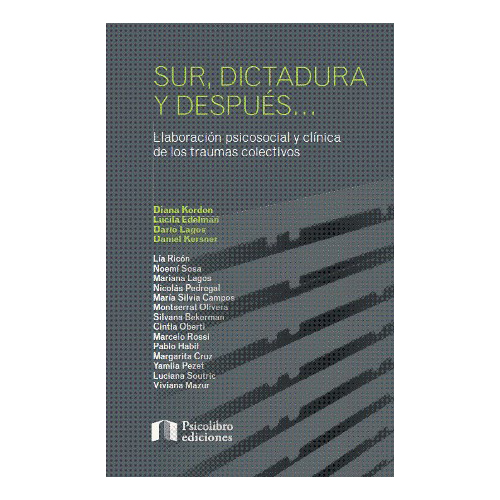 SUR, DICTADURA
Y DESPUÉS...
Elaboración psicosocial y clínica
de los traumas colectivos
Diana Kordon
Lucila Edelman
Darío Lagos
Daniel Kersner
Lía Ricón
Noemí Sosa
Mariana Lagos
Nicolás Pedregal
María Silvia Campos
Montserrat Olivera
Silvana Bekerman
Cintia Oberti
Marcelo Rossi
Pablo Habif
Margarita Cruz
Yamila Pezet
Luciana Soutric
Viviana Mazur
Psicolibro
ediciones